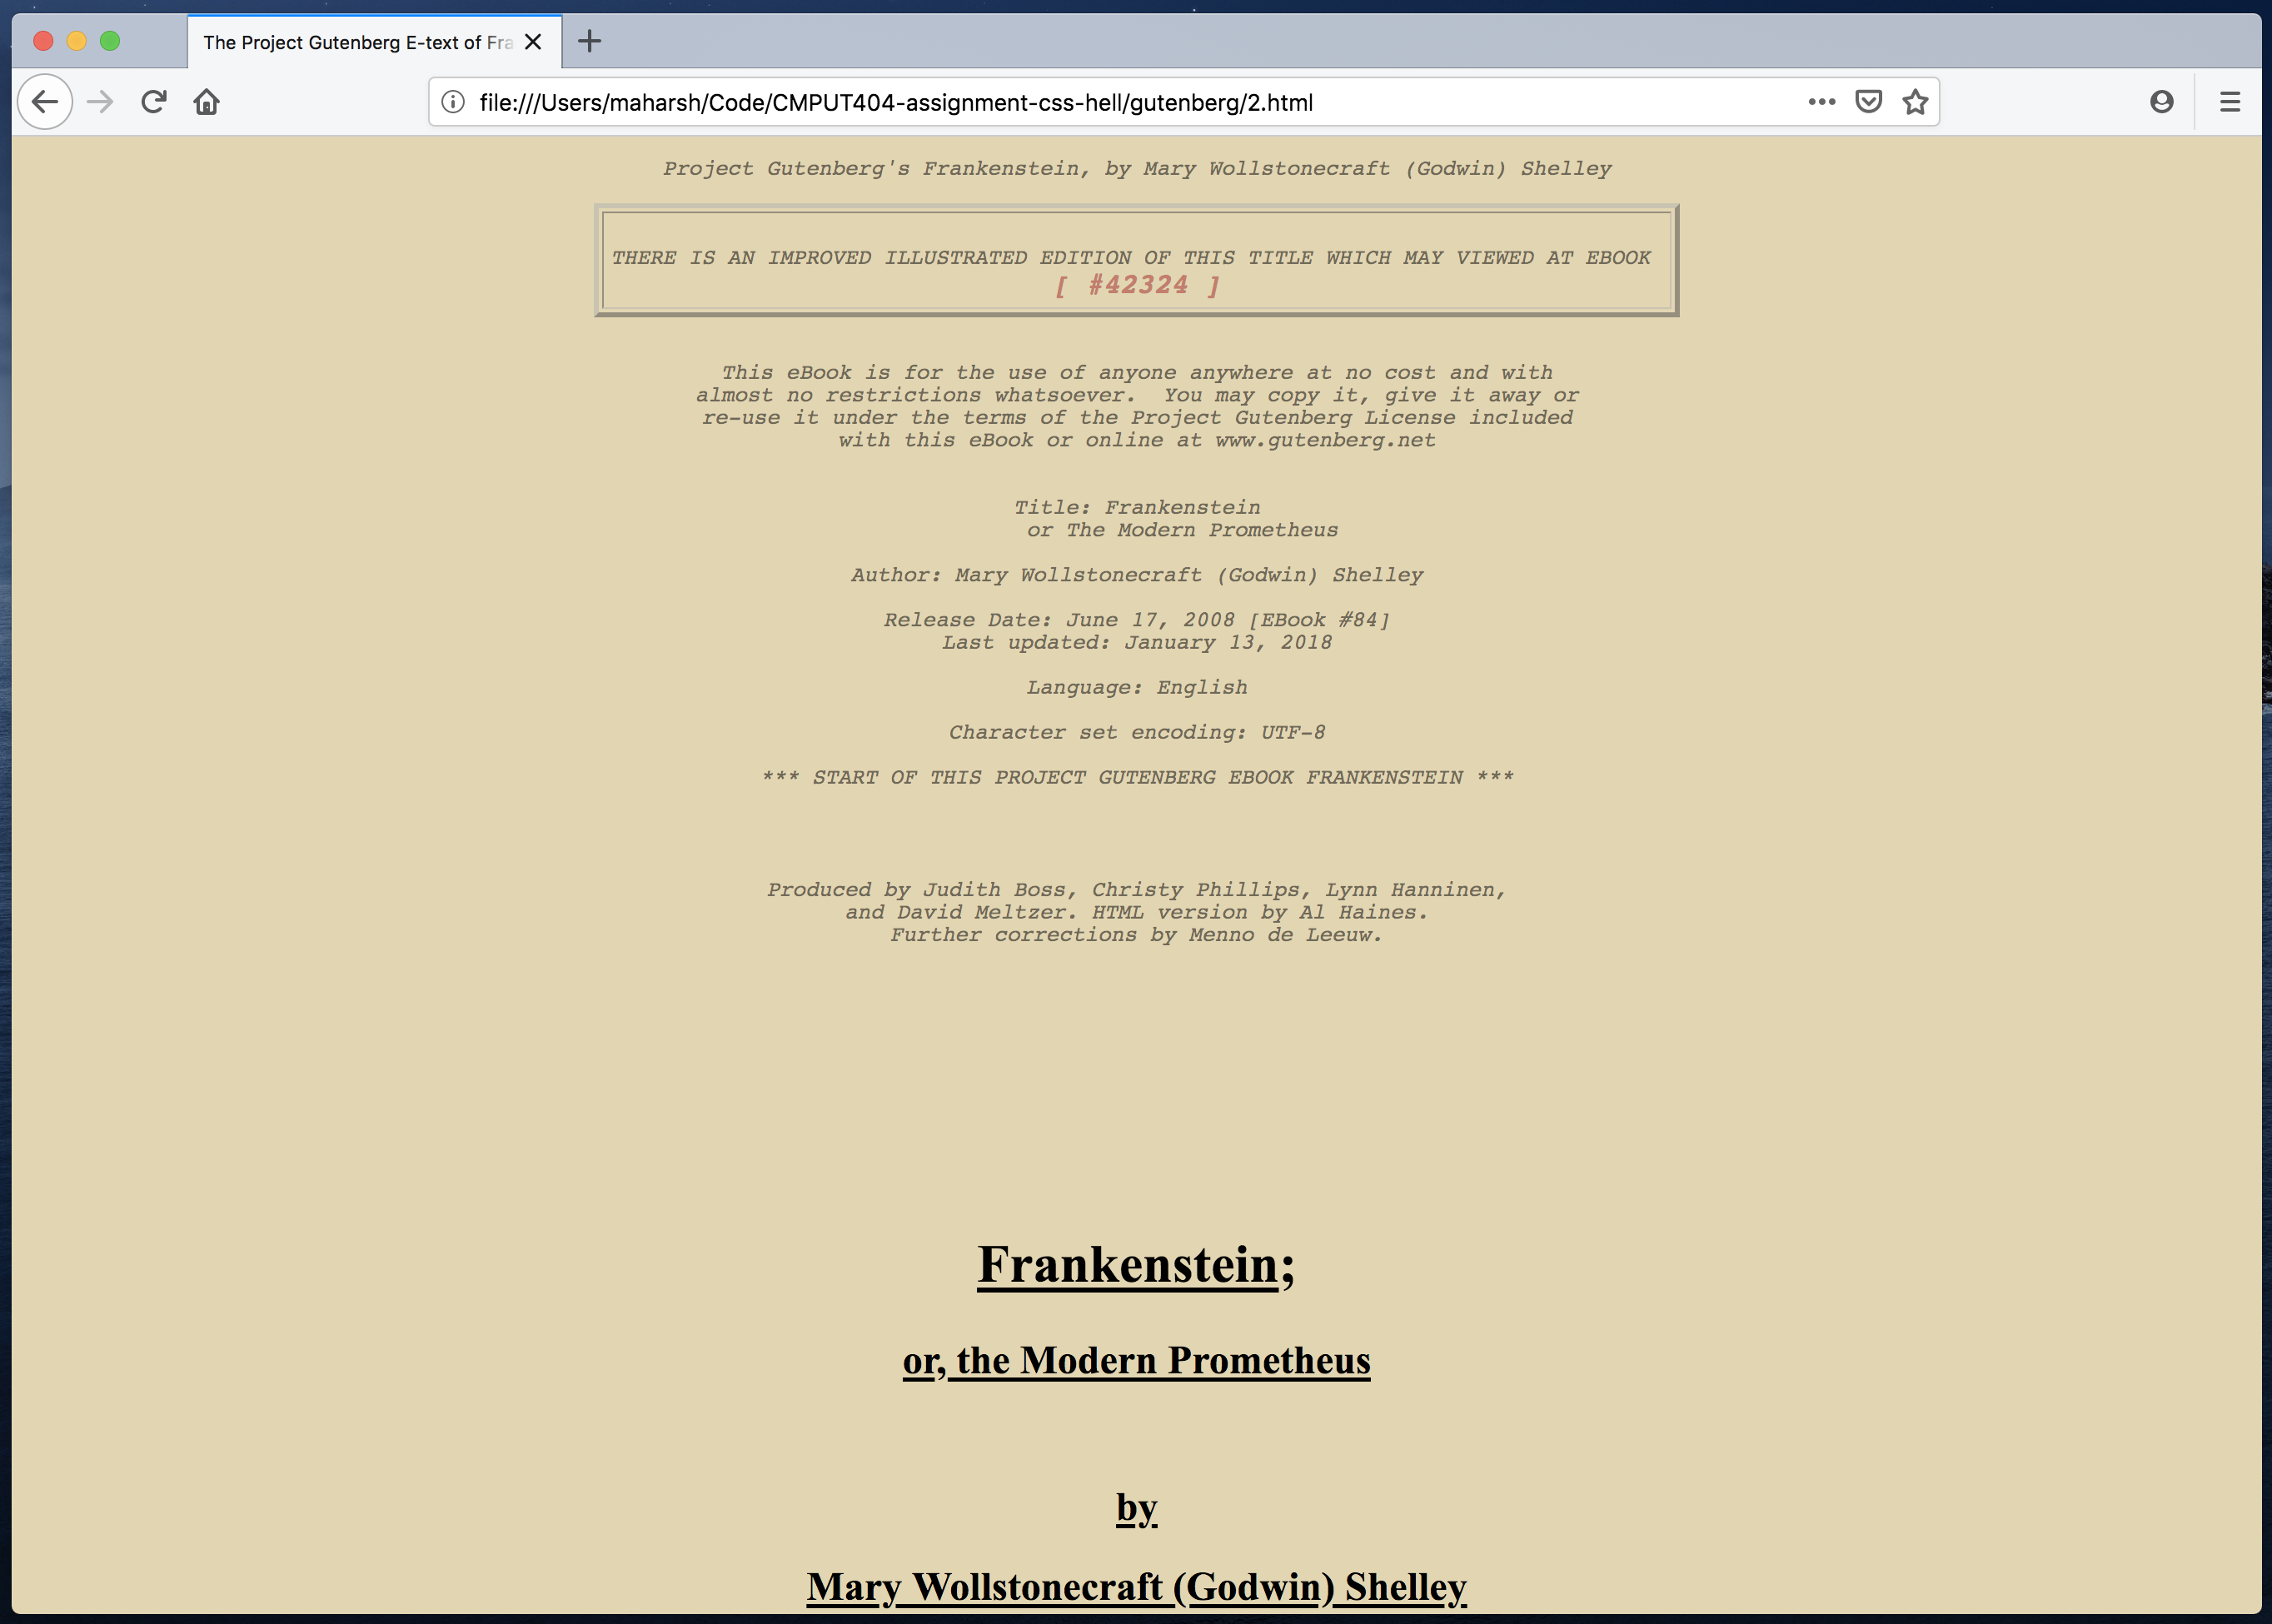 The Project Gutenberg E-text of Fra
file:///Users/maharsh/Code/CMPUT404-assignment-css-hell/gutenberg/2.html
Project Gutenberg's Frankenstein, by Mary Wollstonecraft (Godwin) Shelley
THERE IS AN IMPROVED ILLUSTRATED EDITION OF THIS TITLE WHICH MAY VIEWED AT EBOOK
[ #42324 ]
This eBook is for the use of anyone anywhere at no cost and with
almost no restrictions whatsoever.  You may copy it, give it away or
re-use it under the terms of the Project Gutenberg License included
with this eBook or online at www.gutenberg.net
Title: Frankenstein
or The Modern Prometheus
Author: Mary Wollstonecraft (Godwin) Shelley
Release Date: June 17, 2008 [EBook #84]
Last updated: January 13, 2018
Language: English
Character set encoding: UTF-8
*** START OF THIS PROJECT GUTENBERG EBOOK FRANKENSTEIN ***
Produced by Judith Boss, Christy Phillips, Lynn Hanninen,
and David Meltzer. HTML version by Al Haines.
Further corrections by Menno de Leeuw.
Frankenstein;
or, the Modern Prometheus
by
Mary Wollstonecraft (Godwin) Shelley